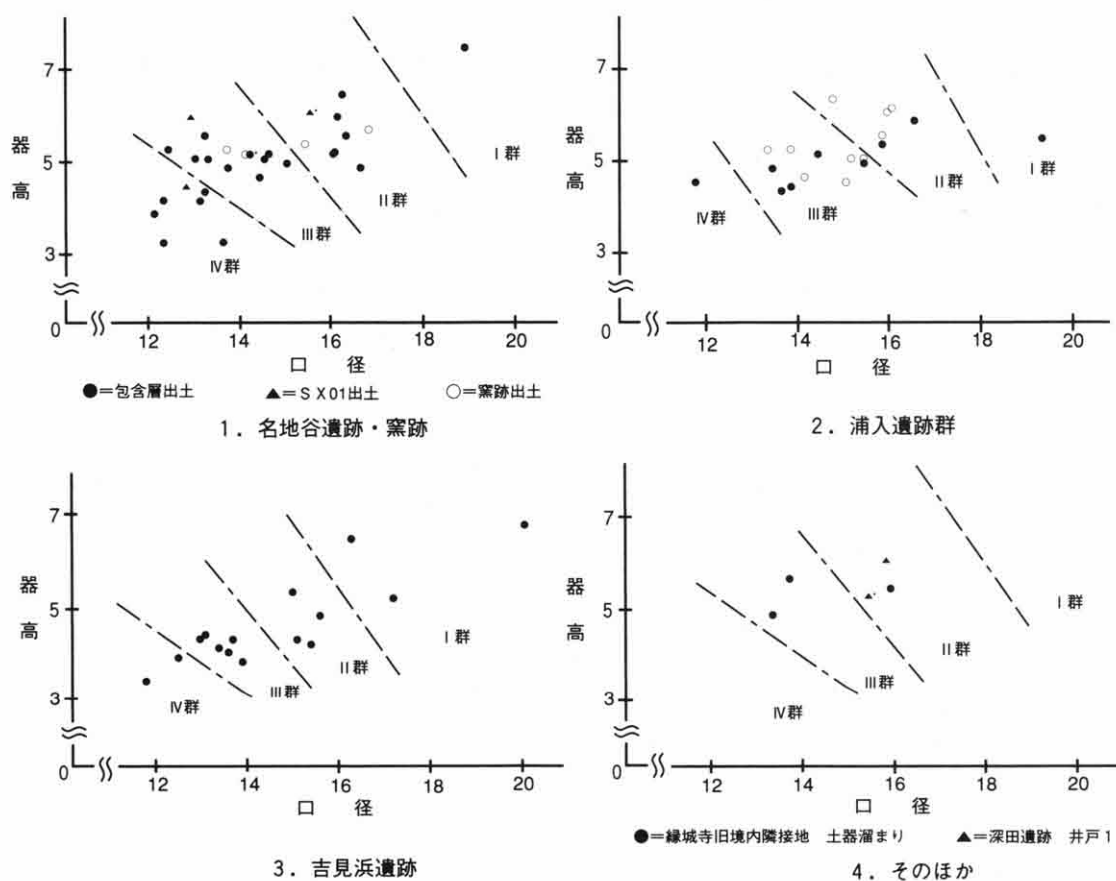 7
5
3
0
器
高
Ⅰ群
Ⅱ群
Ⅲ群
Ⅳ群
12 14 16 18 20
口 径
●=包含層出土 ▲=SX01出土 ○=窯跡出土
1．名地谷遺跡・窯跡
7
5
3
0
器
高
Ⅰ群
Ⅱ群
Ⅲ群
Ⅳ群
12 14 16 18 20
口 径
2．浦入遺跡群
7
5
3
0
器
高
Ⅰ群
Ⅱ群
Ⅲ群
Ⅳ群
12 14 16 18 20
口 径
3．吉見浜遺跡
7
5
3
0
器
高
Ⅰ群
Ⅱ群
Ⅲ群
Ⅳ群
12 14 16 18 20
口 径
●=縁城寺旧境内隣接地 土器溜まり ▲=深田遺跡 井戸1
4．そのほか